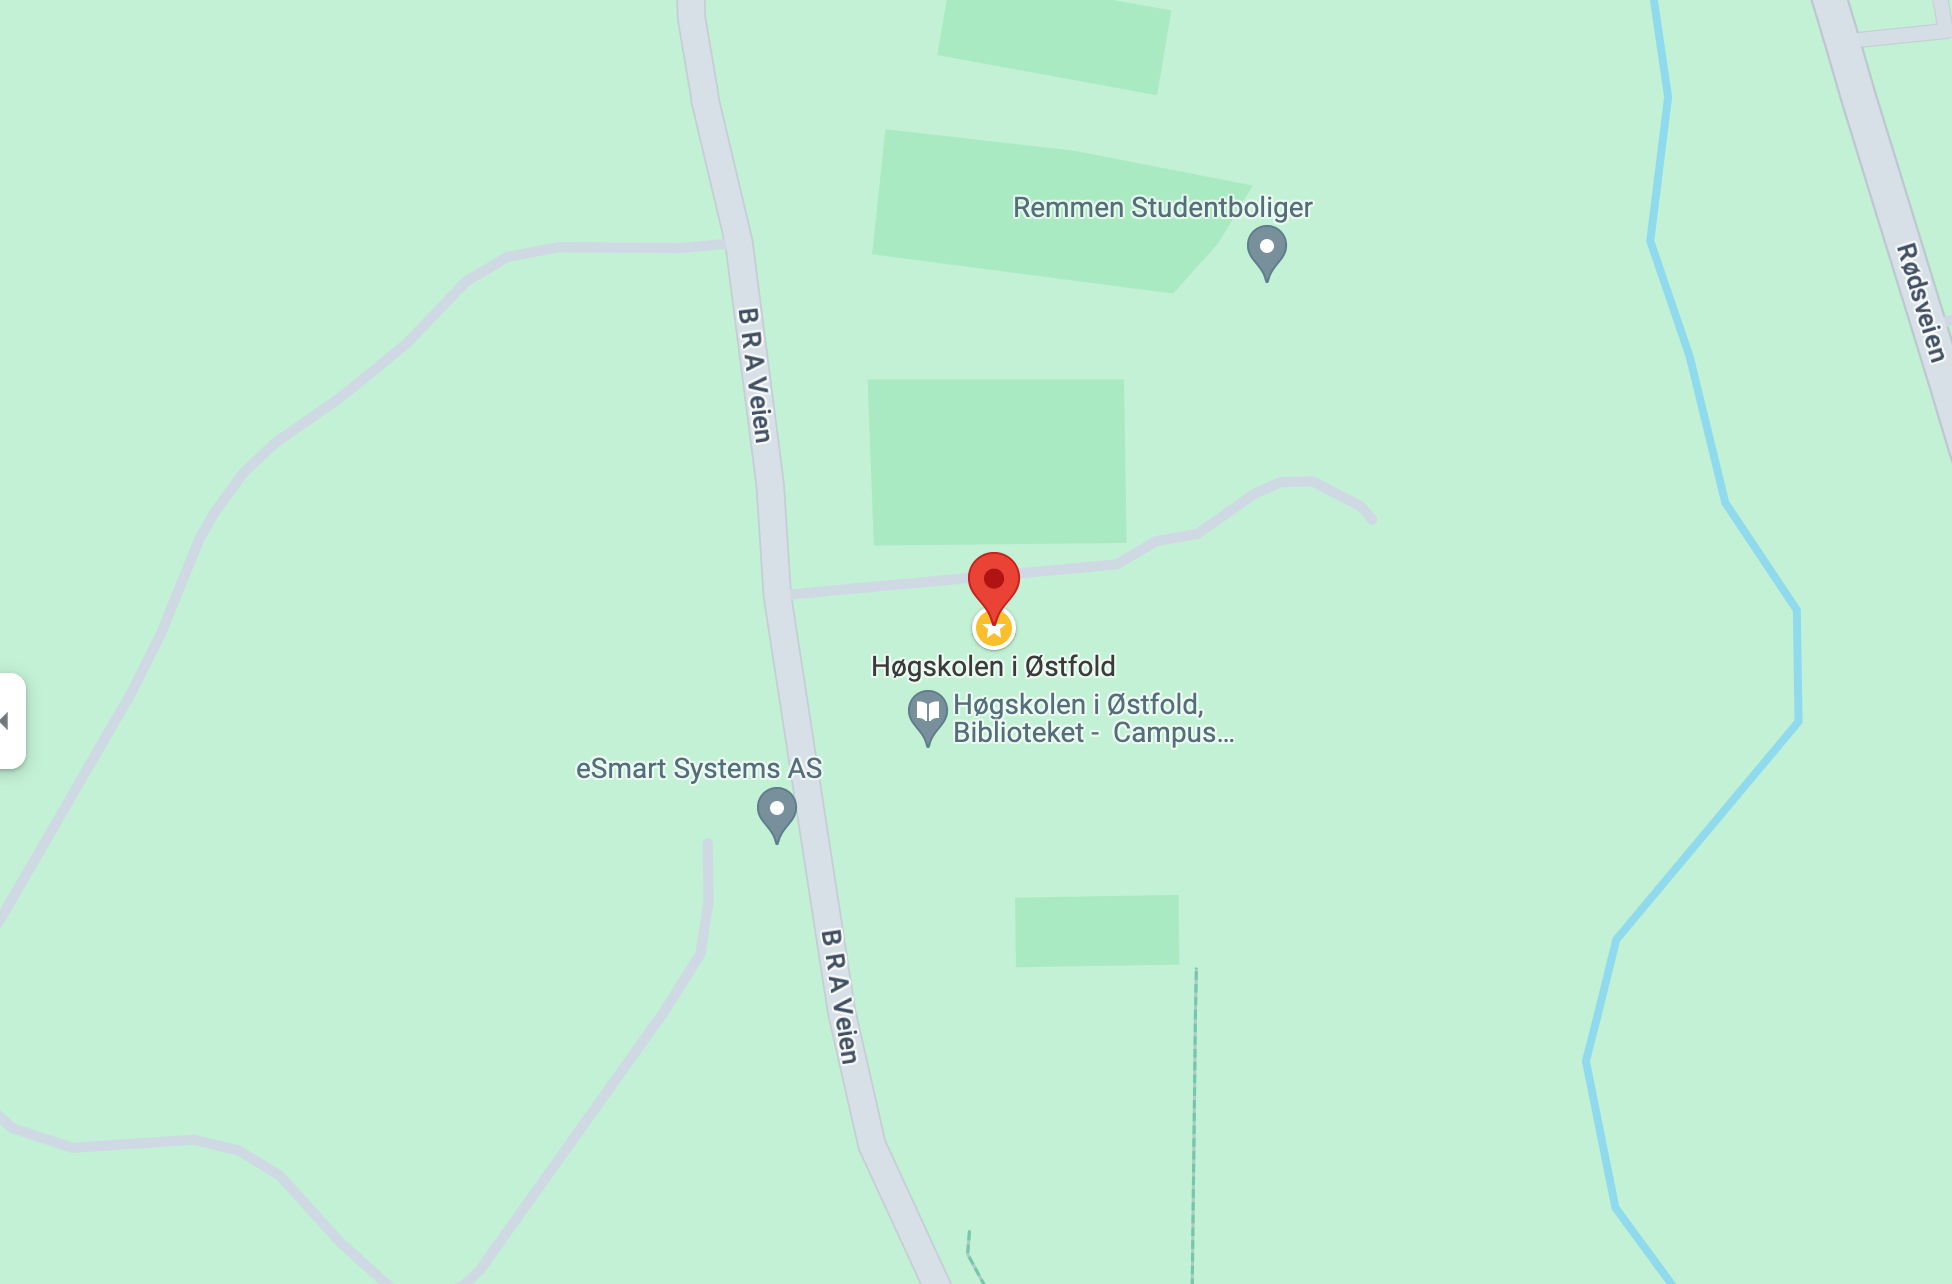 Remmen Studentboliger
Rødsveien
B R A Veien
Høgskolen i Østfold
Høgskolen i Østfold,
Biblioteket - Campus...
eSmart Systems AS
B R A Veien